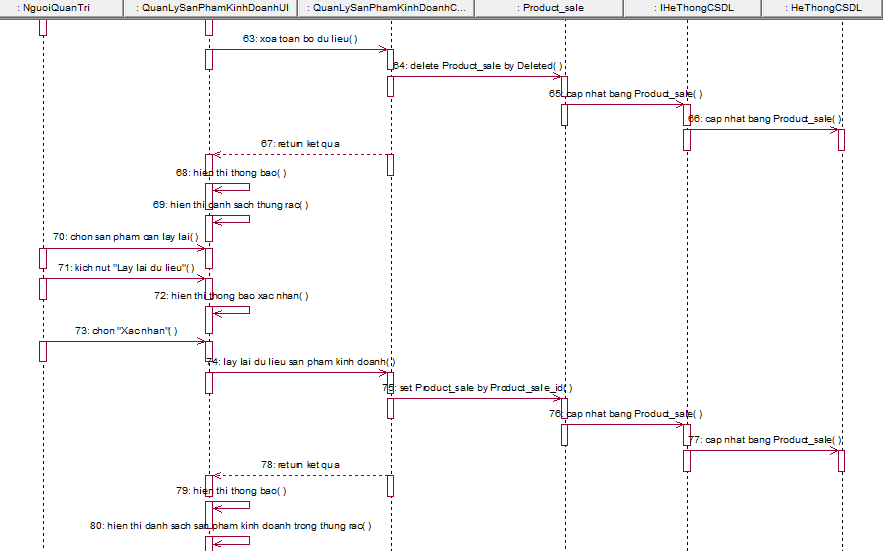 : NguoiQuanTri
: QuanLySanPhamKinhDoanhUI
: QuanLySanPhamKinhDoanhC...
: Product_sale
: IHeThongCSDL
: HeThongCSDL
63: xoa toan bo du lieu( )
64: delete Product_sale by Deleted( )
65: cap nhat bang Product_sale( )
66: cap nhat bang Product_sale( )
67: return ket qua
68: hien thi thong bao( )
69: hien thi danh sach thung rac( )
70: chon san pham can lay lai( )
71: kich nut "Lay lai du lieu"( )
72: hien thi thong bao xac nhan( )
73: chon "Xac nhan"( )
74: lay lai du lieu san pham kinh doanh( )
75: set Product_sale by Product_sale_id( )
76: cap nhat bang Product_sale( )
77: cap nhat bang Product_sale( )
78: return ket qua
79: hien thi thong bao( )
80: hien thi danh sach san pham kinh doanh trong thung rac( )